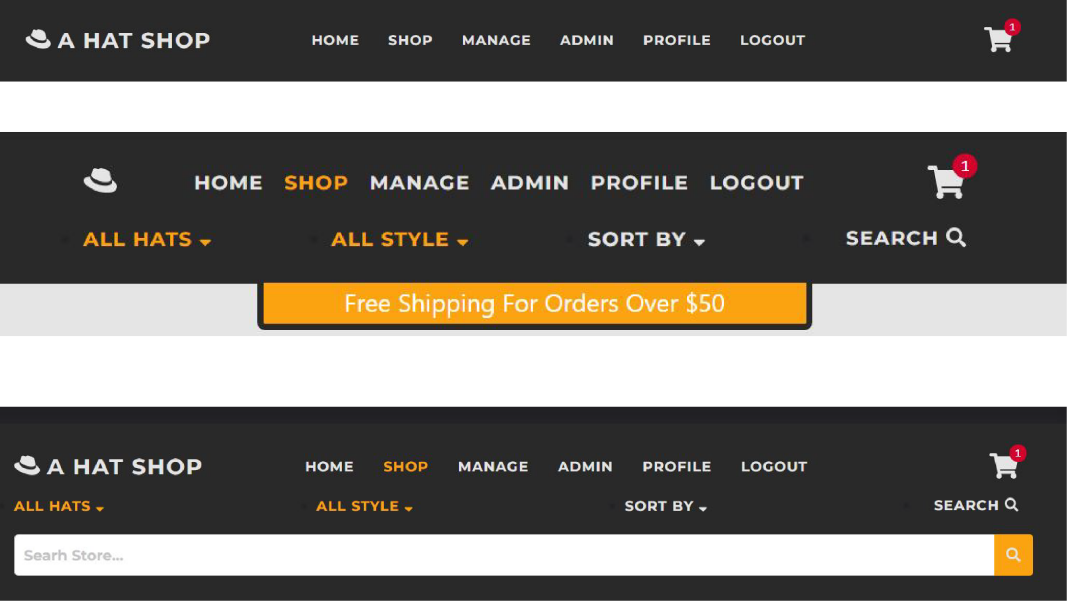 A HAT SHOP HOME SHOP MANAGE ADMIN PROFILE LOGOUT 1
HOME SHOP MANAGE ADMIN PROFILE LOGOUT 1
ALL HATS ALL STYLE SORT BY SEARCH
Free Shipping For Orders Over $50
A HAT SHOP HOME SHOP MANAGE ADMIN PROFILE LOGOUT 1
ALL HATS ALL STYLE SORT BY SEARCH
Searh Store...